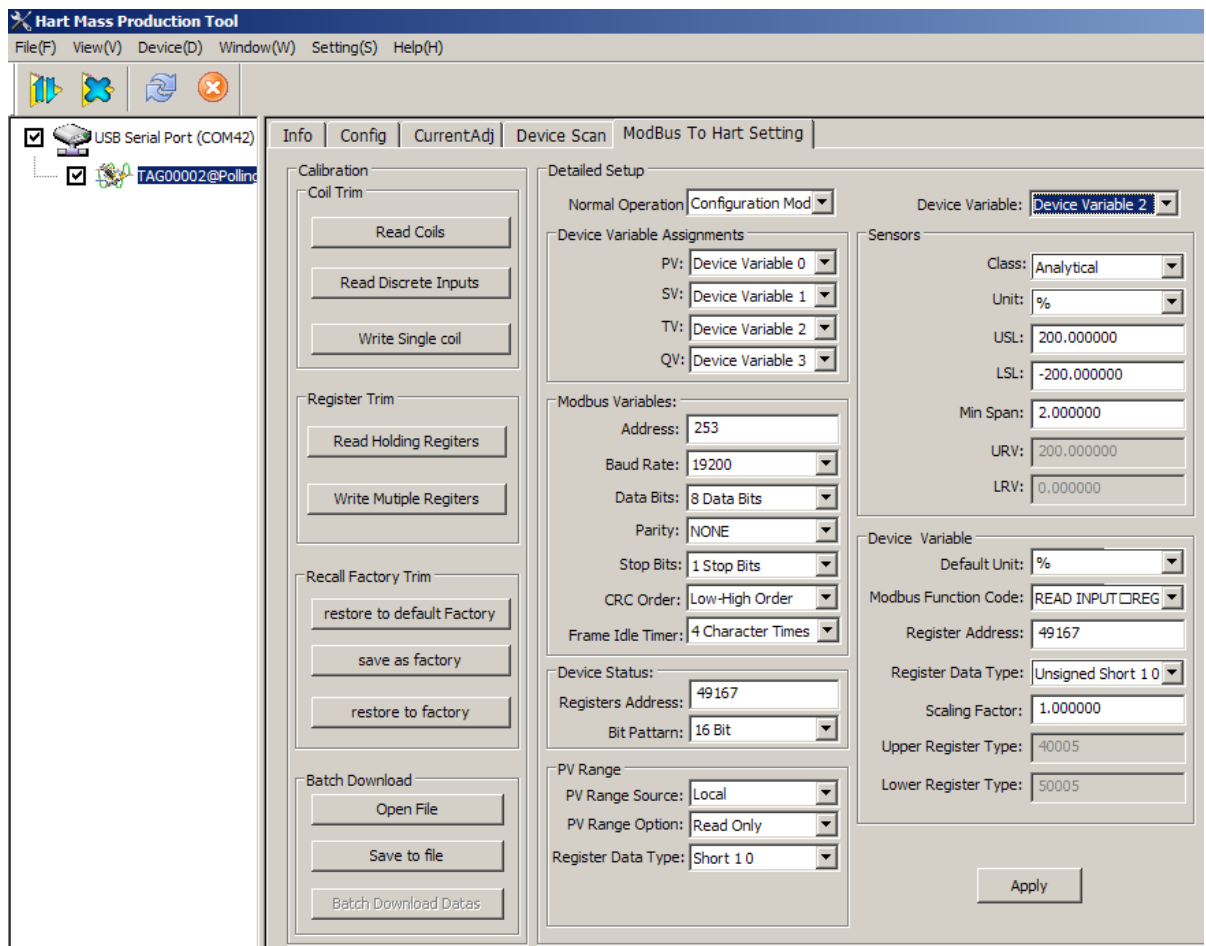 Hart Mass Production Tool
File(F) View(V) Device(D) Window(W) Setting(S) Help(H)
USB Serial Port (COM42)
TAG00002@Polling
Info Config CurrentAdj Device Scan ModBus To Hart Setting
Calibration
Coil Trim
Read Coils
Read Discrete Inputs
Write Single coil
Register Trim
Read Holding Regiters
Write Mutiple Regiters
Recall Factory Trim
restore to default Factory
save as factory
restore to factory
Batch Download
Open File
Save to file
Batch Download Datas
Detailed Setup
Normal Operation Configuration Mod
Device Variable Assignments
PV: Device Variable 0
SV: Device Variable 1
TV: Device Variable 2
QV: Device Variable 3
Modbus Variables:
Address: 253
Baud Rate: 19200
Data Bits: 8 Data Bits
Parity: NONE
Stop Bits: 1 Stop Bits
CRC Order: Low-High Order
Frame Idle Timer: 4 Character Times
Device Status:
Registers Address: 49167
Bit Pattarn: 16 Bit
PV Range
PV Range Source: Local
PV Range Option: Read Only
Register Data Type: Short 1 0
Device Variable: Device Variable 2
Sensors
Class: Analytical
Unit: %
USL: 200.000000
LSL: -200.000000
Min Span: 2.000000
URV: 200.000000
LRV: 0.000000
Device Variable
Default Unit: %
Modbus Function Code: READ INPUT□REG
Register Address: 49167
Register Data Type: Unsigned Short 1 0
Scaling Factor: 1.000000
Upper Register Type: 40005
Lower Register Type: 50005
Apply